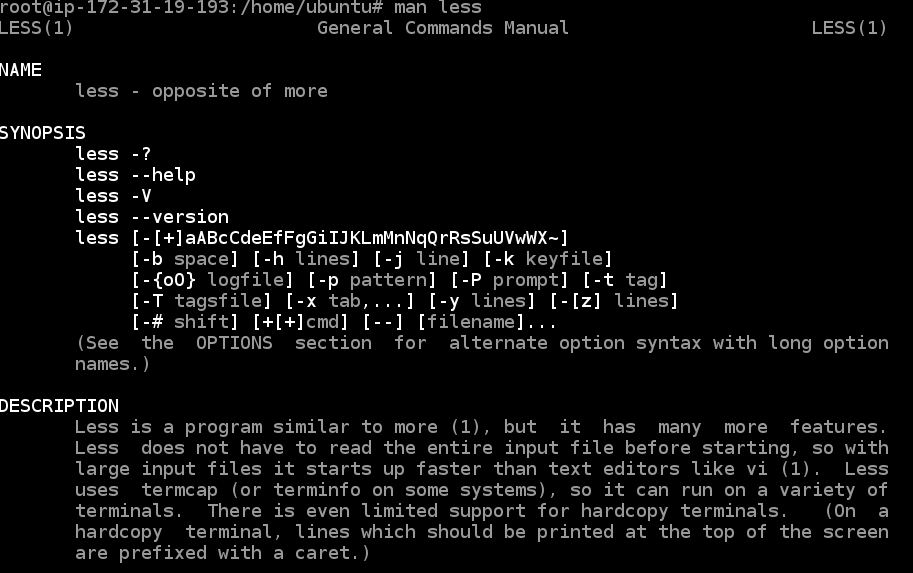 root@ip-172-31-19-193:/home/ubuntu# man less
LESS(1)                       General Commands Manual                       LESS(1)

NAME
        less - opposite of more

SYNOPSIS
        less -?
        less --help
        less -V
        less --version
        less [-[+]aABcCdeEfFgGiIJKLmMnNqQrRsSuUVwWX~]
              [-b space] [-h lines] [-j line] [-k keyfile]
              [-{oO} logfile] [-p pattern] [-P prompt] [-t tag]
              [-T tagsfile] [-x tab,...] [-y lines] [-[z] lines]
              [-# shift] [+[+]cmd] [--] [filename]...
        (See  the  OPTIONS  section  for  alternate option syntax with long option
        names.)

DESCRIPTION
        Less is a program similar to more (1), but  it  has  many  more  features.
        Less  does not have to read the entire input file before starting, so with
        large input files it starts up faster than text editors like vi (1).  Less
        uses  termcap (or terminfo on some systems), so it can run on a variety of
        terminals.  There is even limited support for hardcopy terminals.   (On  a
        hardcopy  terminal, lines which should be printed at the top of the screen
        are prefixed with a caret.)